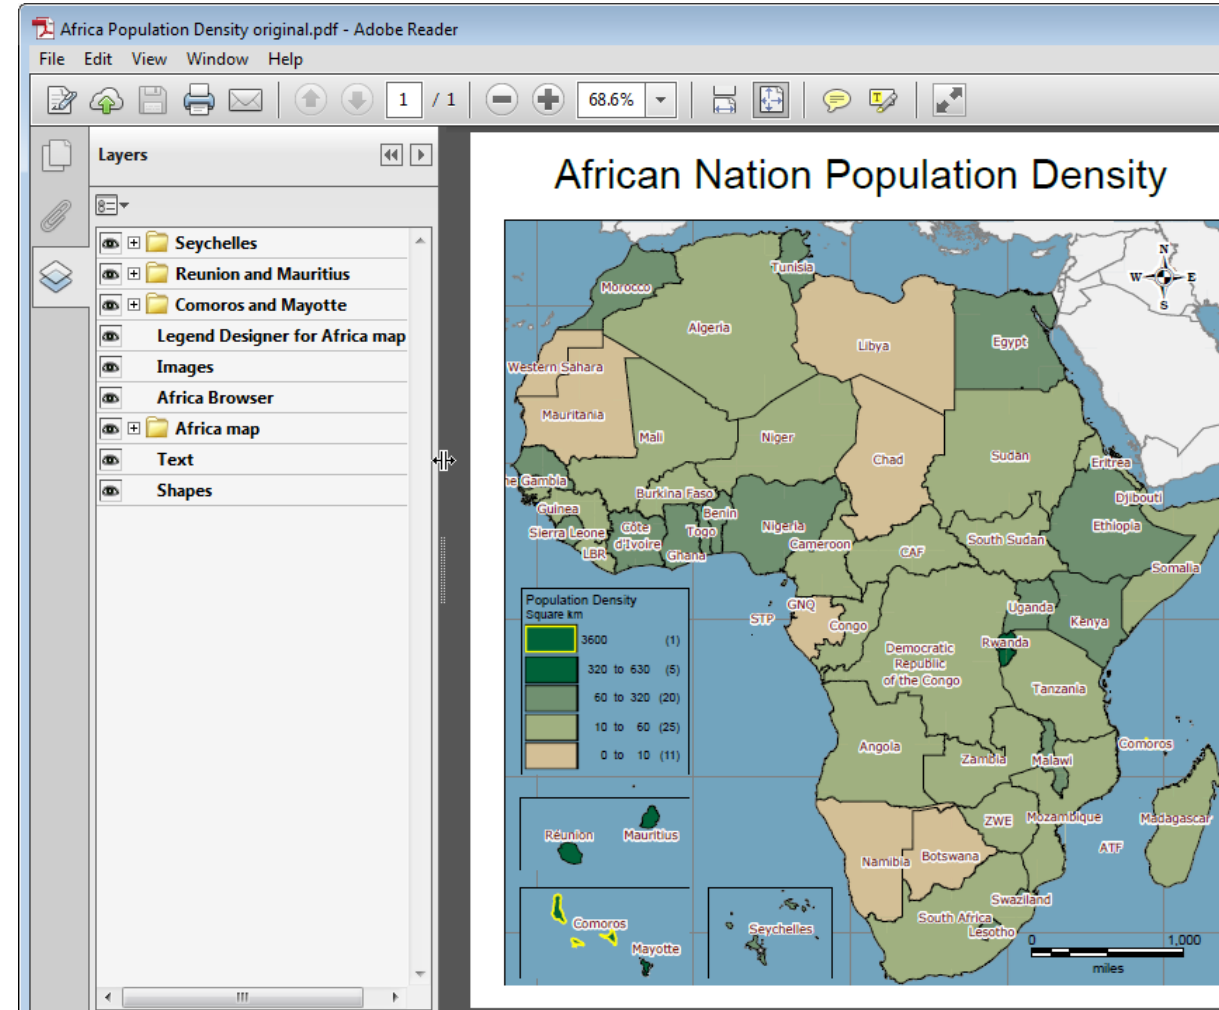 Africa Population Density original.pdf - Adobe Reader
File Edit View Window Help
1 / 1 68.6%
Layers
Seychelles
Reunion and Mauritius
Comoros and Mayotte
Legend Designer for Africa map
Images
Africa Browser
Africa map
Text
Shapes
African Nation Population Density
N
W E
S
Tunisia
Morocco
Algeria
Libya
Egypt
Western Sahara
Mauritania
Mali
Niger
Chad
Sudan
Eritrea
he Gambia
Burkina Faso
Djibouti
Guinea
Benin
Nigeria
Ethiopia
Sierra Leone
Côte
d'Ivoire
Togo
Cameroon
CAF
South Sudan
LBR
Ghana
Somalia
GNQ
STP
Congo
Uganda
Kenya
Rwanda
Democratic
Republic
of the Congo
Tanzania
Angola
Zambia
Malawi
Comoros
ZWE
Mozambique
Madagascar
ATF
Namibia
Botswana
Swaziland
South Africa
Lesotho
Population Density
Square km
3600 (1)
320 to 630 (5)
60 to 320 (20)
10 to 60 (25)
0 to 10 (11)
Réunion
Mauritius
Comoros
Mayotte
Seychelles
0 1,000
miles